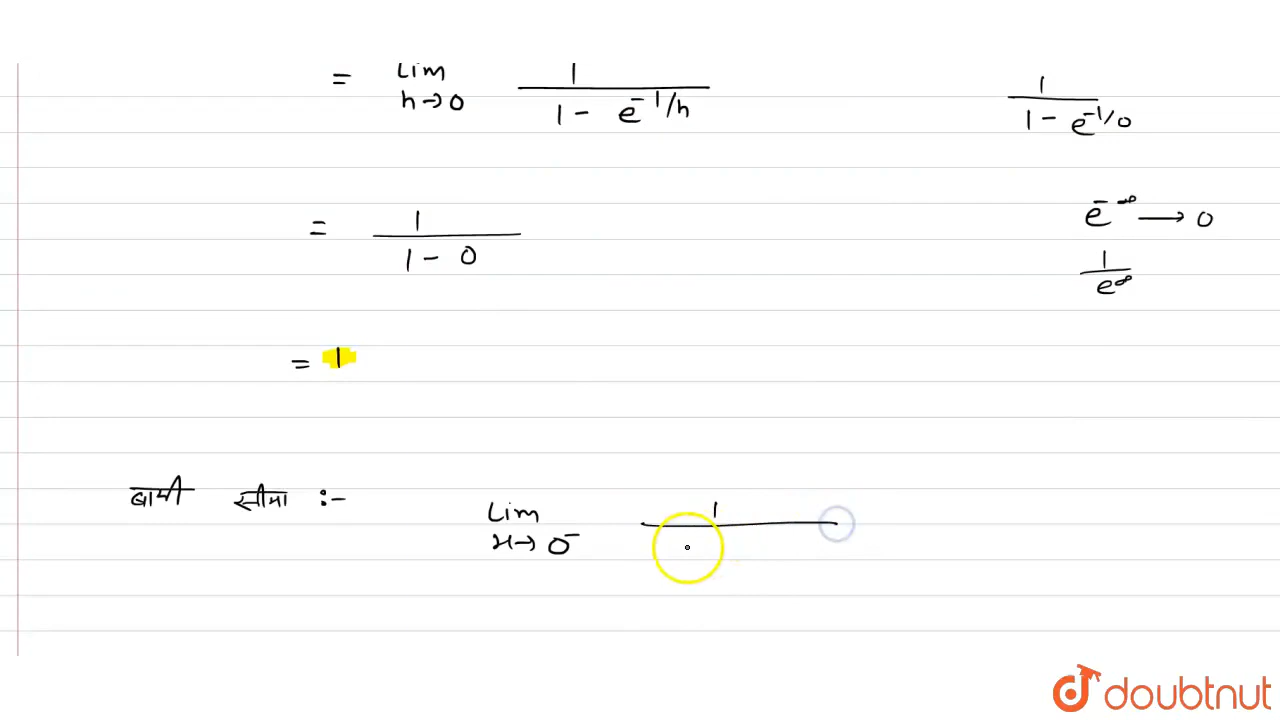 = Lim h→0 1/(1 - e^{-1/h})
1/(1 - e^{-1/0})
e^{-∞} → 0
= 1/(1 - 0)
1/e^∞
= 1
बायी सीमा :- Lim x→0^- 1
doubtnut